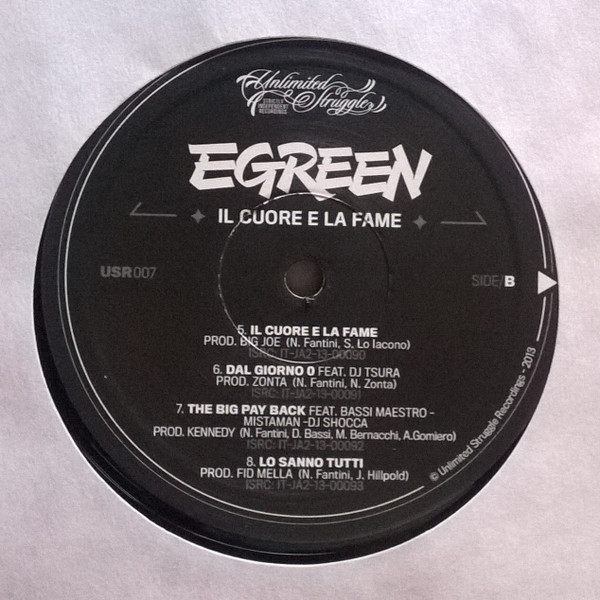 Unlimited
Struggle
STRICTLY
INDEPENDENT
RECORDINGS
EGREEN
IL CUORE E LA FAME
USR007
SIDE/B
5. IL CUORE E LA FAME
PROD. BIG JOE (N. Fantini, S. Lo Iacono)
ISRC: IT-JA2-13-00090
6. DAL GIORNO 0 FEAT. DJ TSURA
PROD. ZONTA (N. Fantini, N. Zonta)
ISRC: IT-JA2-13-00091
7. THE BIG PAY BACK FEAT. BASSI MAESTRO -
MISTAMAN -DJ SHOCCA
PROD. KENNEDY (N. Fantini, D. Bassi, M. Bernacchi, A.Gomiero)
ISRC: IT-JA2-13-00092
8. LO SANNO TUTTI
PROD. FID MELLA (N. Fantini, J. Hillpold)
ISRC: IT-JA2-13-00093
© Unlimited Struggle Recordings - 2013